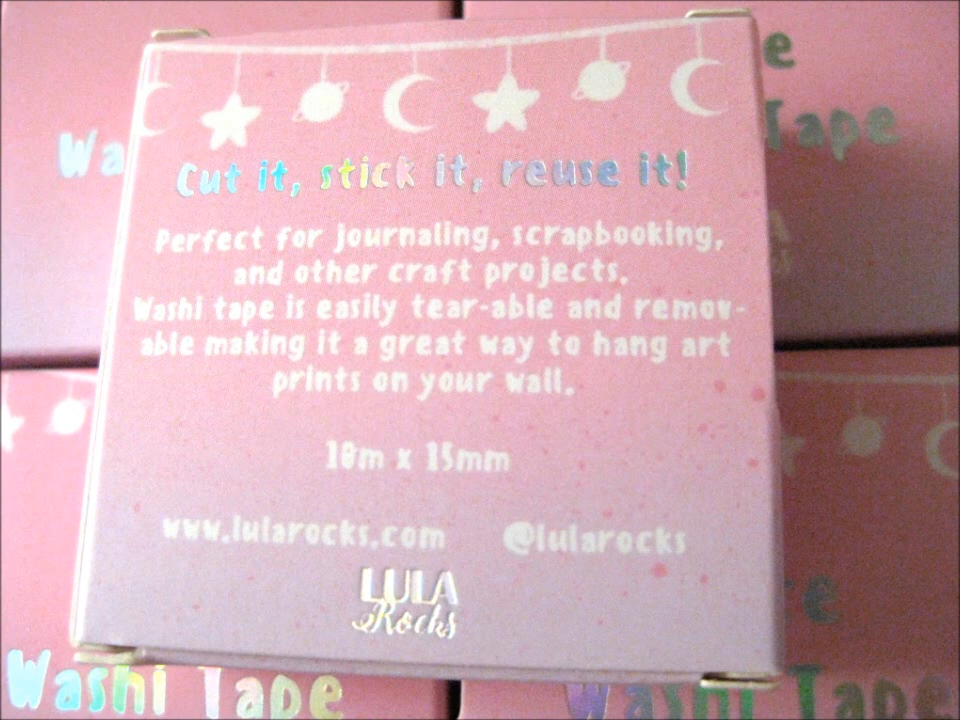 e
Wa
Tape
Cut it, stick it, reuse it!
Perfect for journaling, scrapbooking,
and other craft projects.
Washi tape is easily tear-able and remov-
able making it a great way to hang art
prints on your wall.
10m x 15mm
www.lularocks.com @lularocks
LULA
Rocks
Washi Tape
Washi Tape